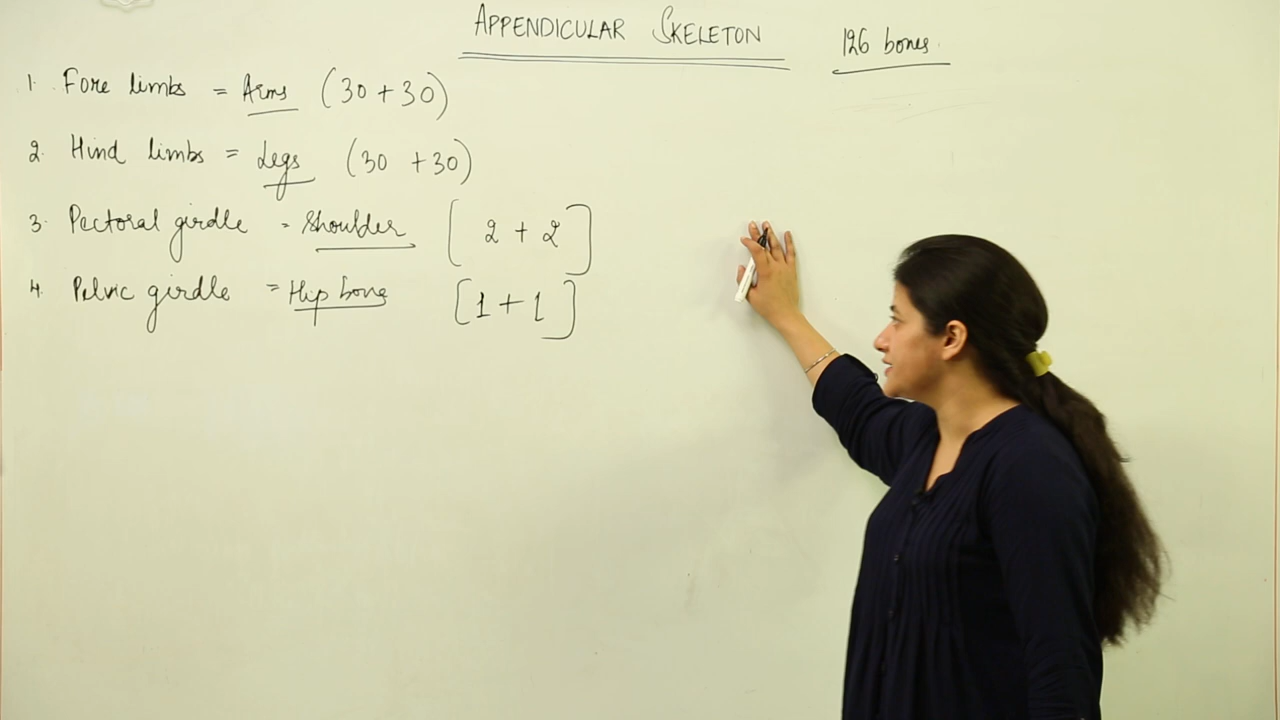 APPENDICULAR SKELETON 126 bones.
1. Fore limbs = Arms (30 + 30)
2. Hind limbs = Legs (30 + 30)
3. Pectoral girdle = Shoulder [ 2 + 2 ]
4. Pelvic girdle = Hip bone [ 1 + 1 ]